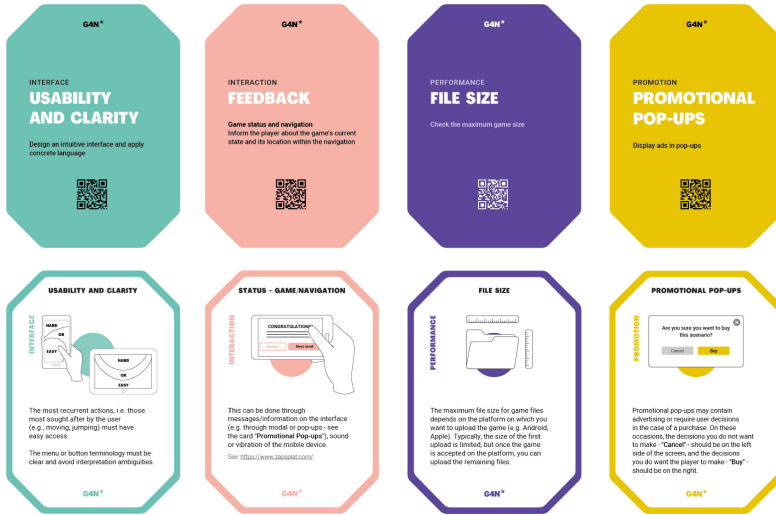 G4N*
INTERFACE
USABILITY
AND CLARITY
Design an intuitive interface and apply
concrete language
G4N*
INTERACTION
FEEDBACK
Game status and navigation
Inform the player about the game's current
state and its location within the navigation
G4N*
PERFORMANCE
FILE SIZE
Check the maximum game size
G4N*
PROMOTION
PROMOTIONAL
POP-UPS
Display ads in pop-ups
USABILITY AND CLARITY
INTERFACE
HARD
OK
EASY
HARD
OK
EASY
The most recurrent actions, i.e. those
most sought after by the user
(e.g., moving, jumping) must have
easy access.
The menu or button terminology must be
clear and avoid interpretation ambiguities.
G4N*
STATUS - GAME/NAVIGATION
INTERACTION
CONGRATULATIONS
Next level
This can be done through
messages/information on the interface
(e.g. through modal or pop-ups - see
the card "Promotional Pop-ups"), sound
or vibration of the mobile device.
See: https://www.zapsplat.com/
G4N*
FILE SIZE
PERFORMANCE
The maximum file size for game files
depends on the platform on which you
want to upload the game (e.g. Android,
Apple). Typically, the size of the first
upload is limited, but once the game
is accepted on the platform, you can
upload the remaining files.
G4N*
PROMOTIONAL POP-UPS
PROMOTION
Are you sure you want to buy
this scenario?
Cancel
Buy
Promotional pop-ups may contain
advertising or require user decisions
in the case of a purchase. On these
occasions, the decisions you do not want
to make - "Cancel" - should be on the left
side of the screen, and the decisions
you do want the player to make - "Buy" -
should be on the right.
G4N*